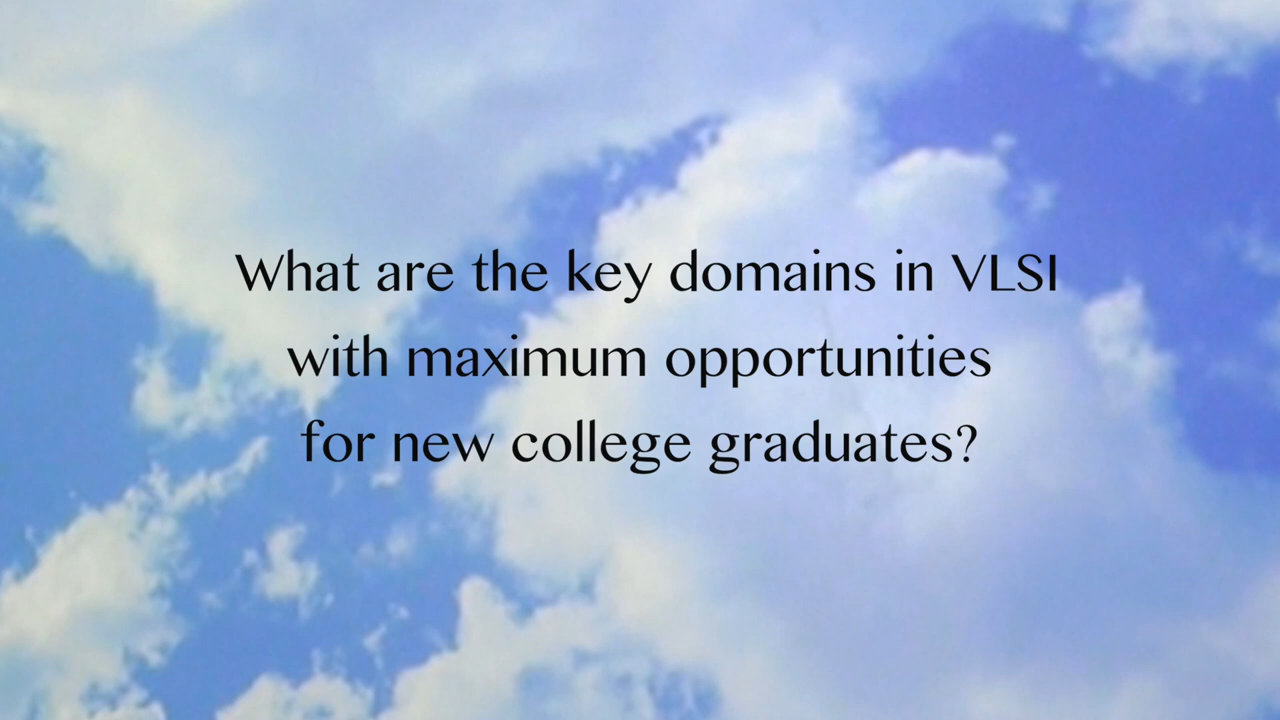 What are the key domains in VLSI
with maximum opportunities
for new college graduates?